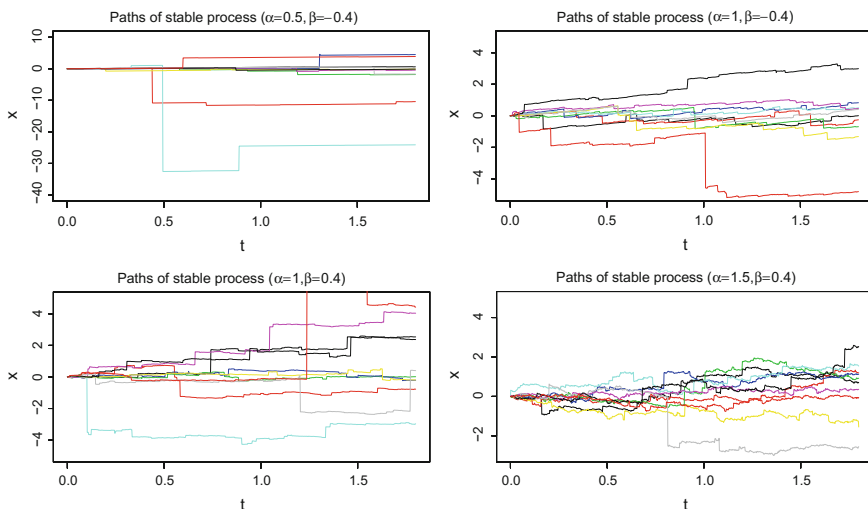 Paths of stable process (α=0.5,β=−0.4)
10
0
−10
−20
−30
−40
x
0.0 0.5 1.0 1.5
t
Paths of stable process (α=1,β=−0.4)
4
2
0
−2
−4
x
0.0 0.5 1.0 1.5
t
Paths of stable process (α=1,β=0.4)
4
2
0
−2
−4
x
0.0 0.5 1.0 1.5
t
Paths of stable process (α=1.5,β=0.4)
4
2
0
−2
x
0.0 0.5 1.0 1.5
t